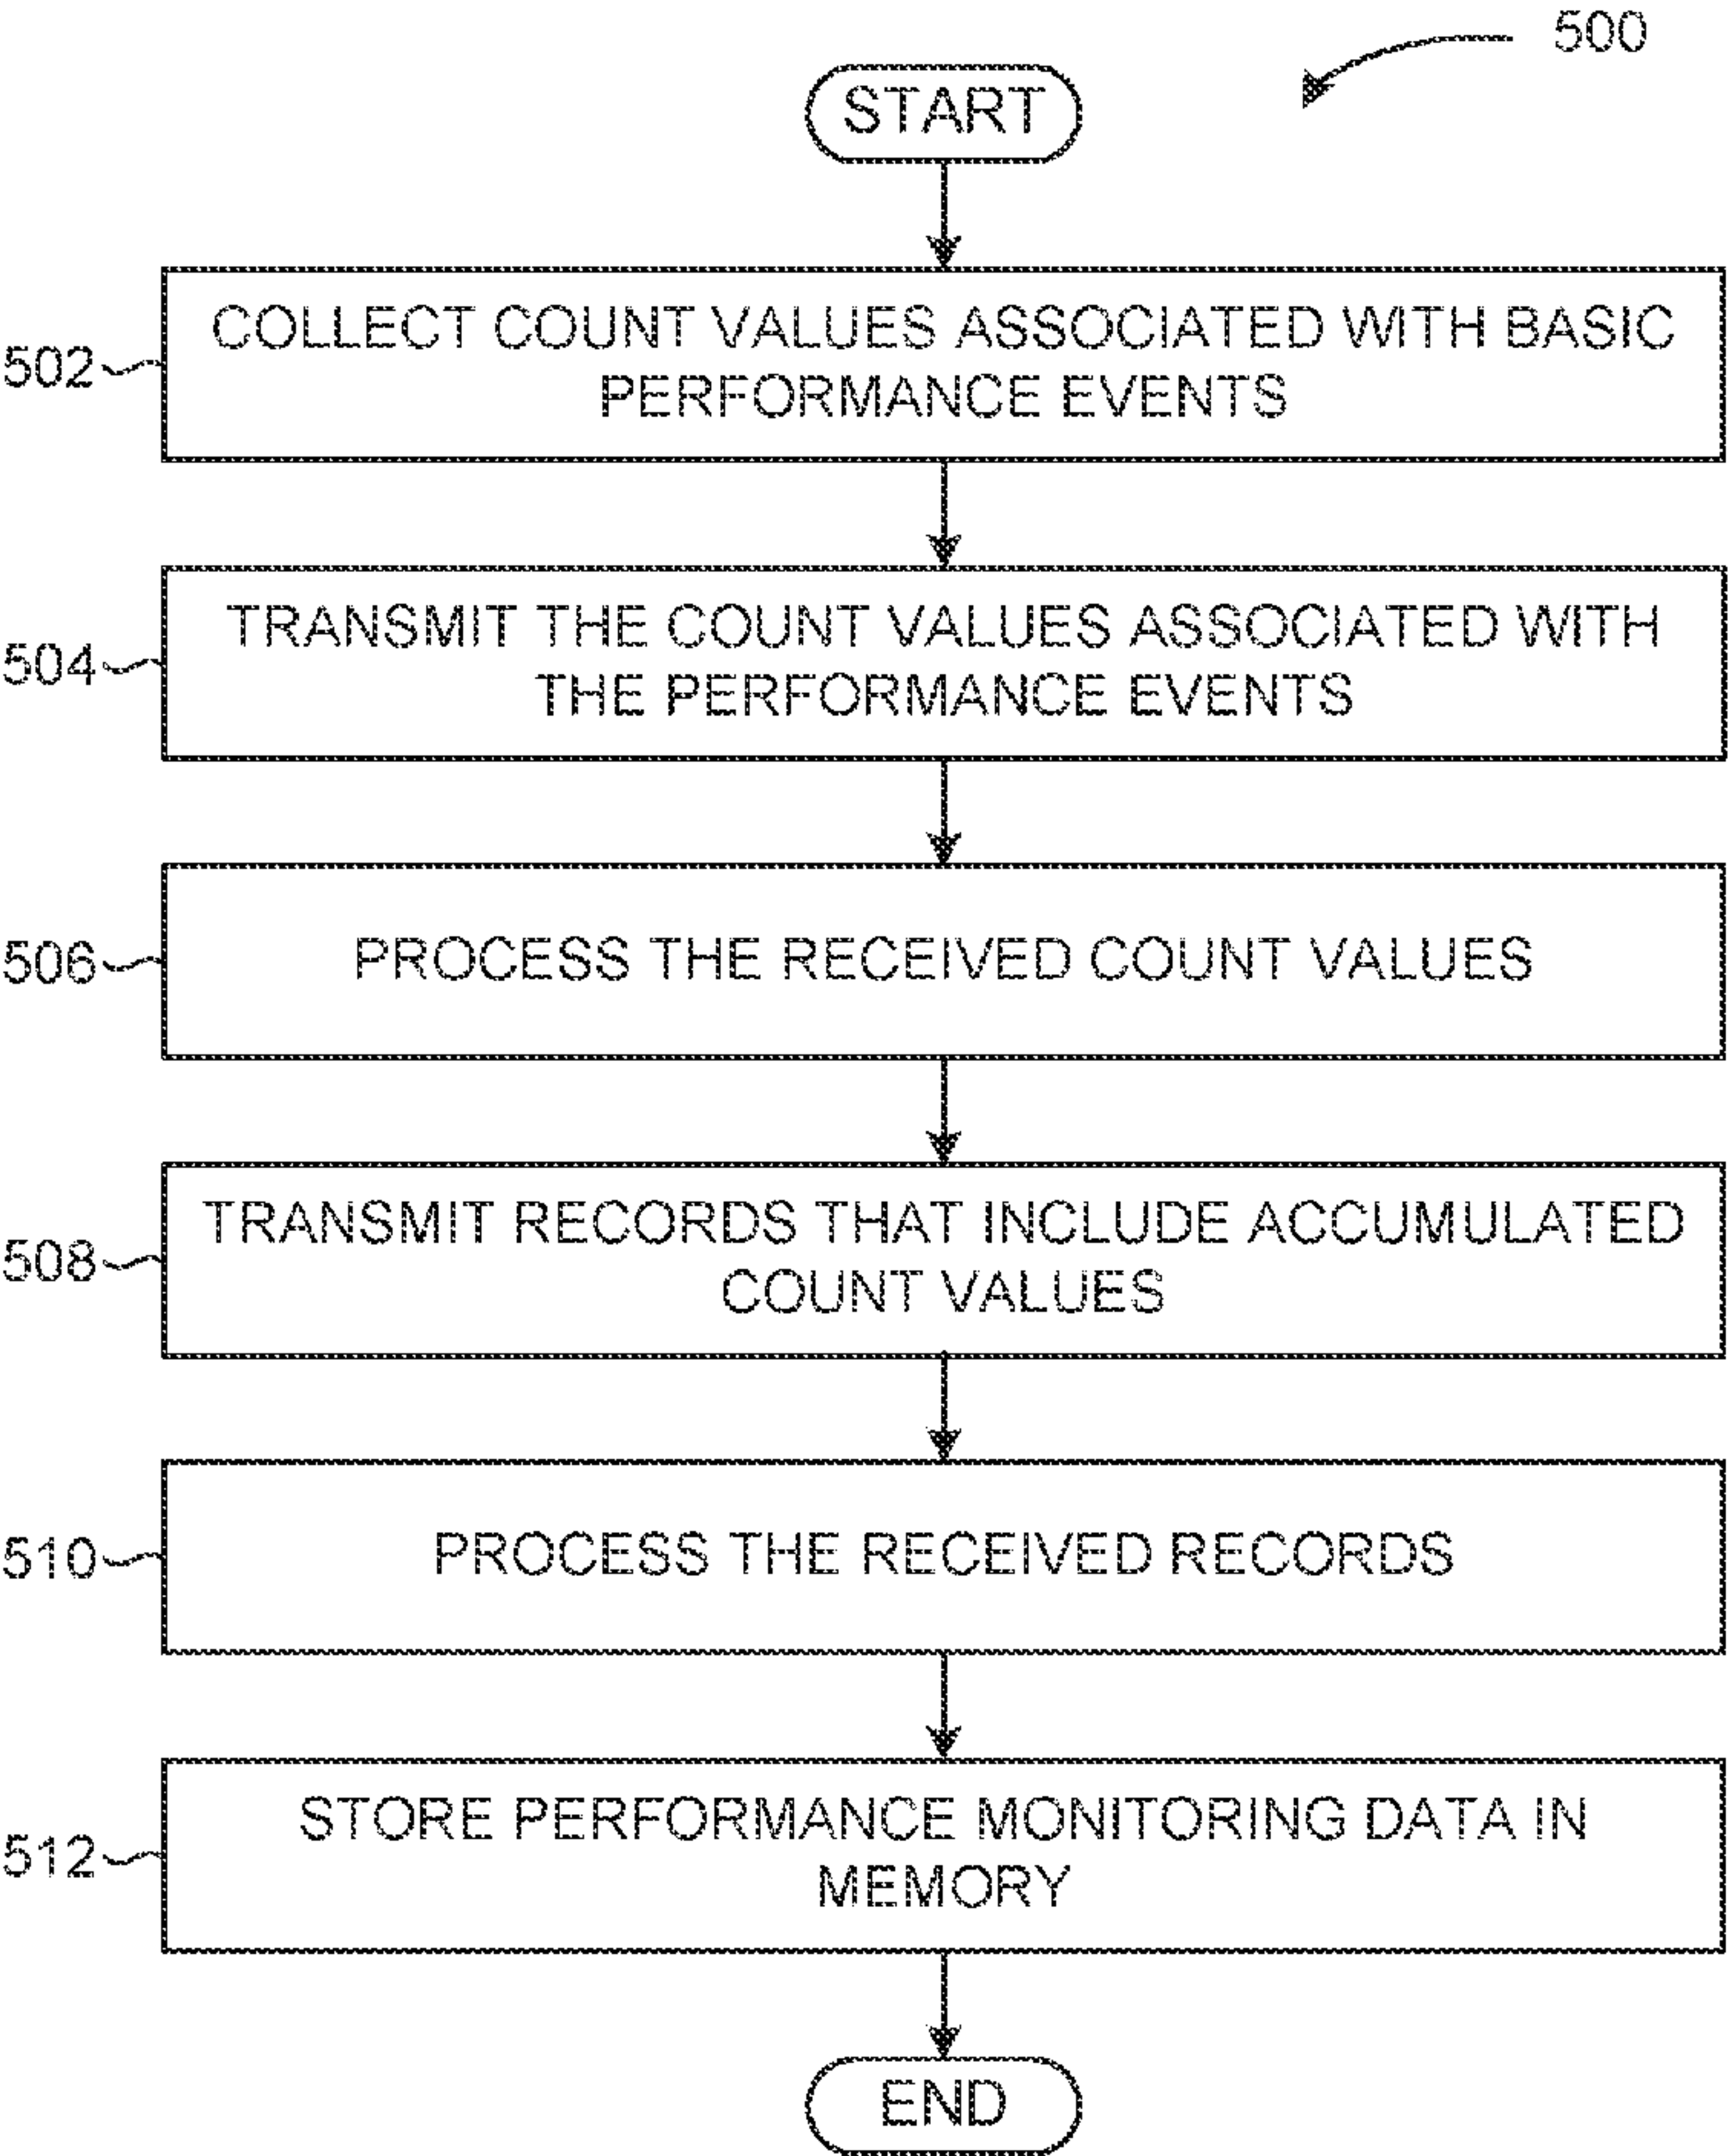 500
START
502
COLLECT COUNT VALUES ASSOCIATED WITH BASIC
PERFORMANCE EVENTS
504
TRANSMIT THE COUNT VALUES ASSOCIATED WITH
THE PERFORMANCE EVENTS
506
PROCESS THE RECEIVED COUNT VALUES
508
TRANSMIT RECORDS THAT INCLUDE ACCUMULATED
COUNT VALUES
510
PROCESS THE RECEIVED RECORDS
512
STORE PERFORMANCE MONITORING DATA IN
MEMORY
END